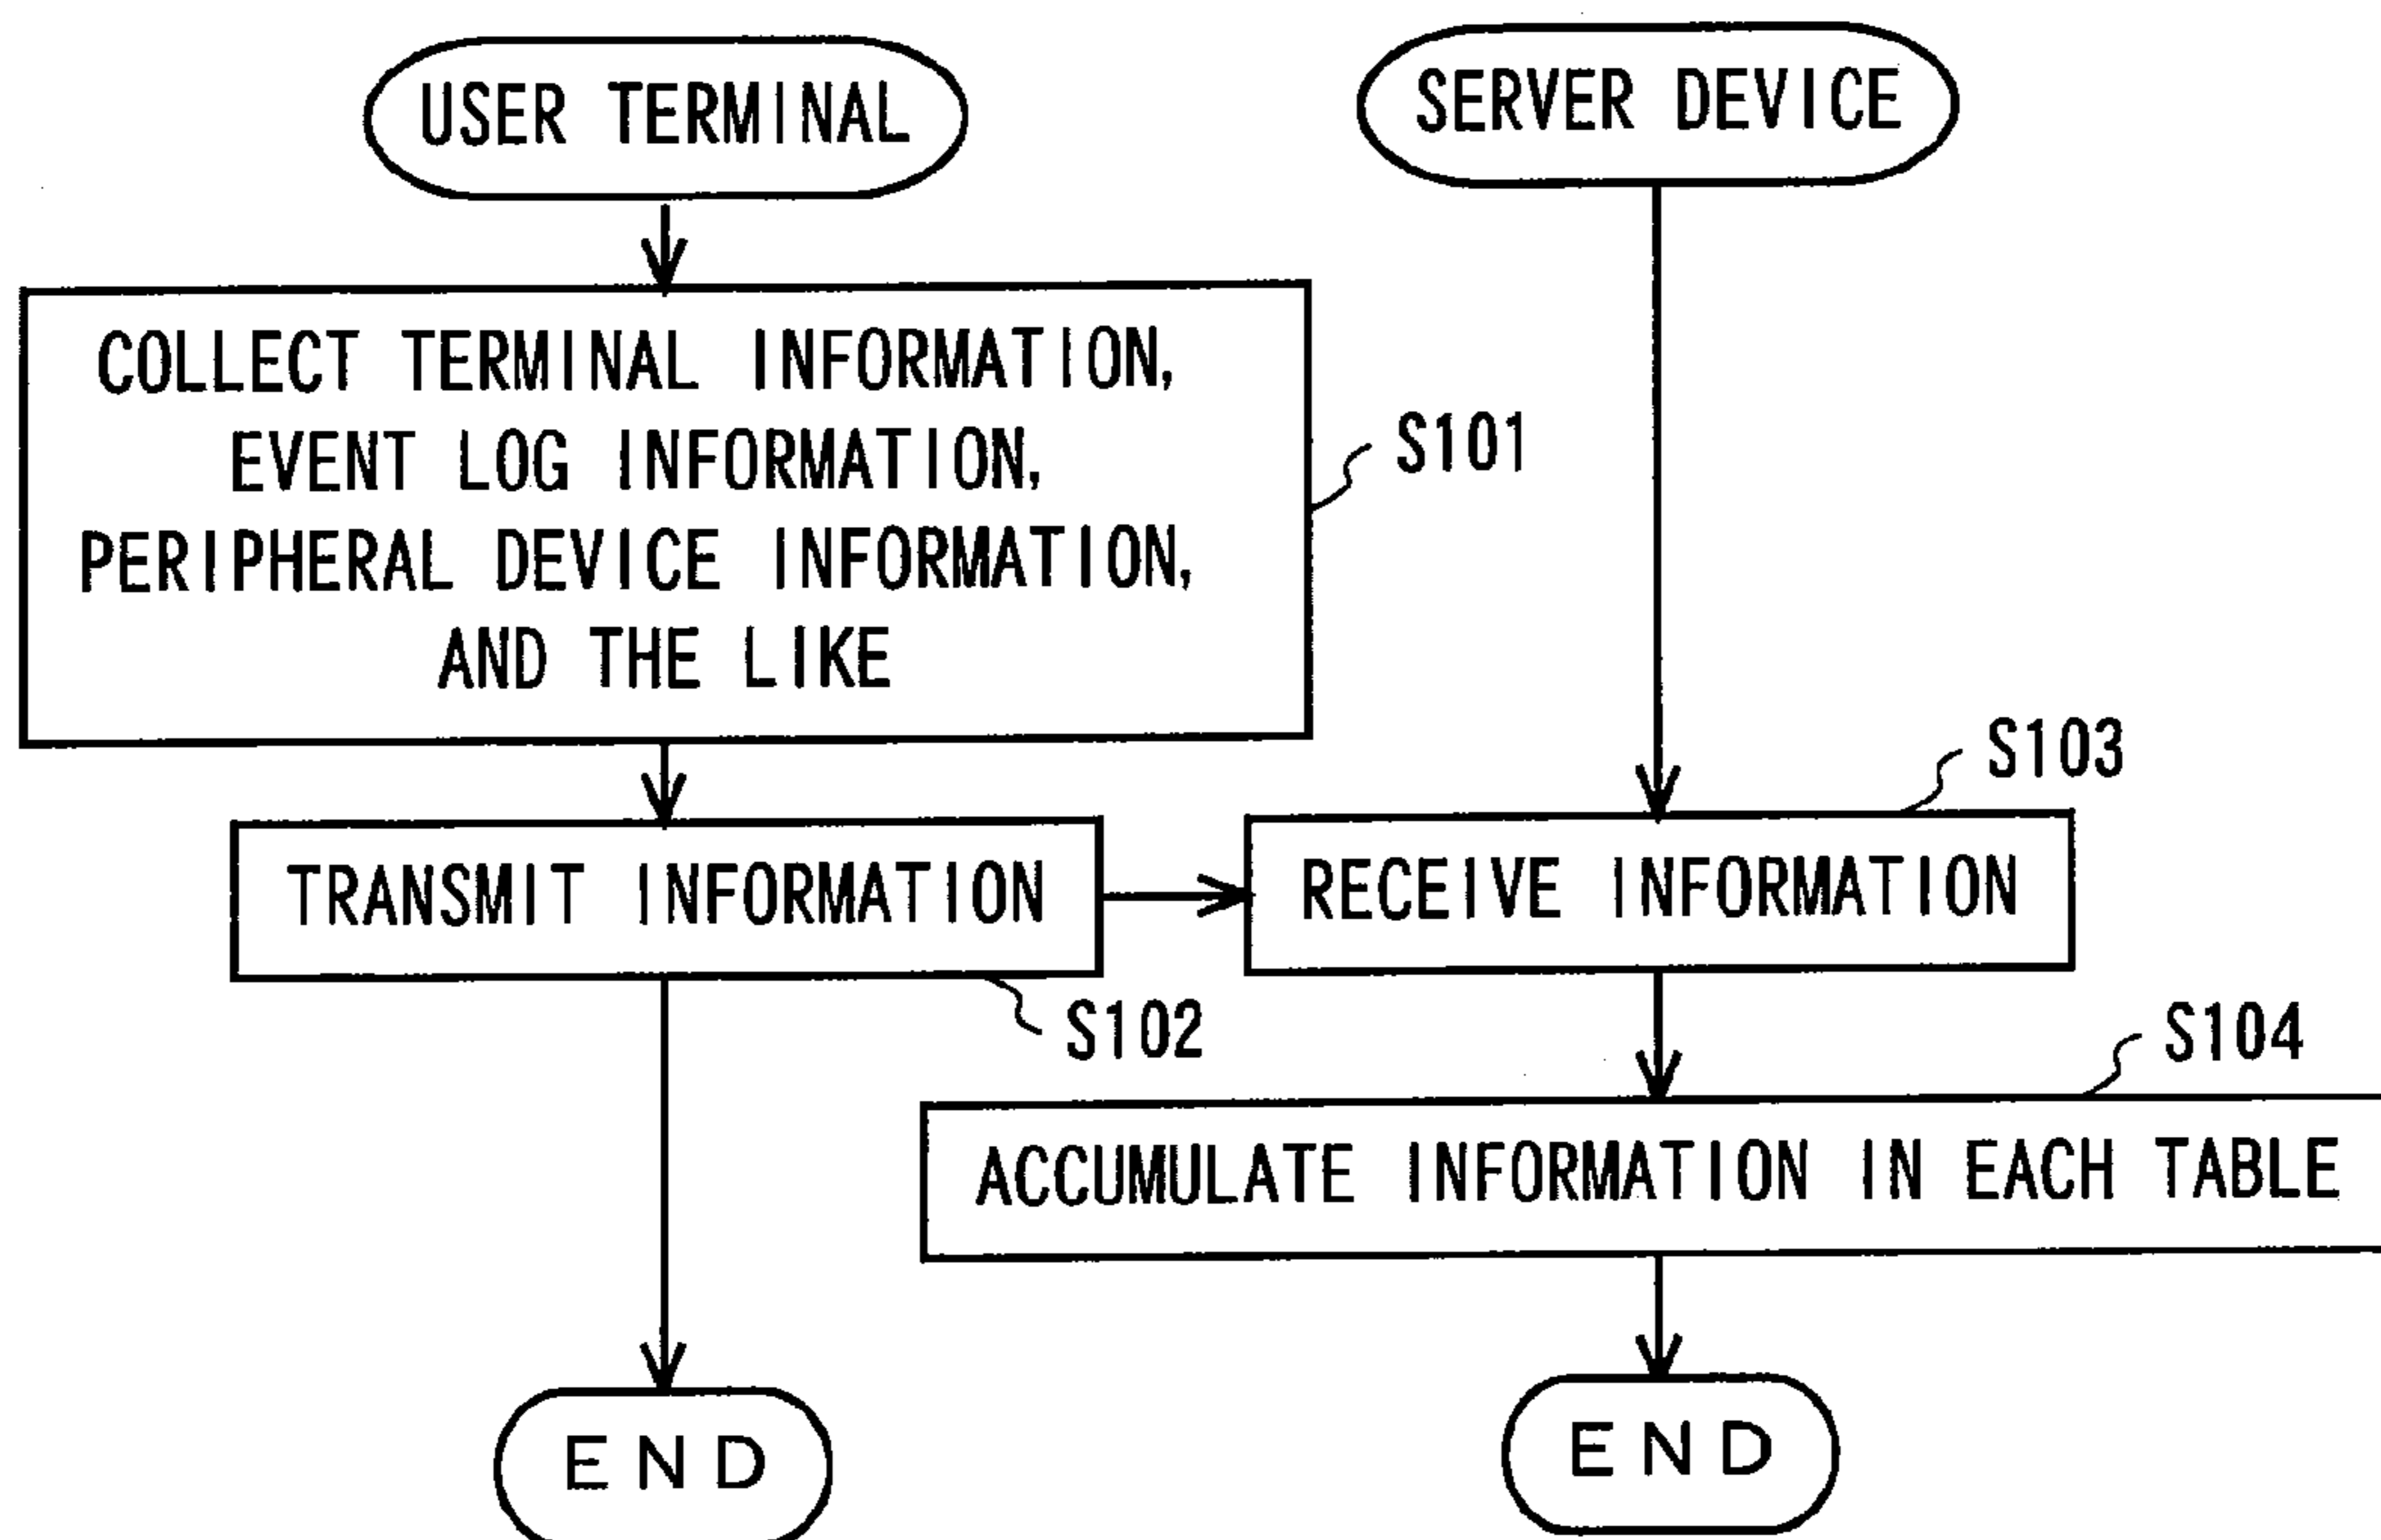 USER TERMINAL
SERVER DEVICE
COLLECT TERMINAL INFORMATION,
EVENT LOG INFORMATION,
PERIPHERAL DEVICE INFORMATION,
AND THE LIKE
S101
S103
TRANSMIT INFORMATION
RECEIVE INFORMATION
S102
S104
ACCUMULATE INFORMATION IN EACH TABLE
END
END